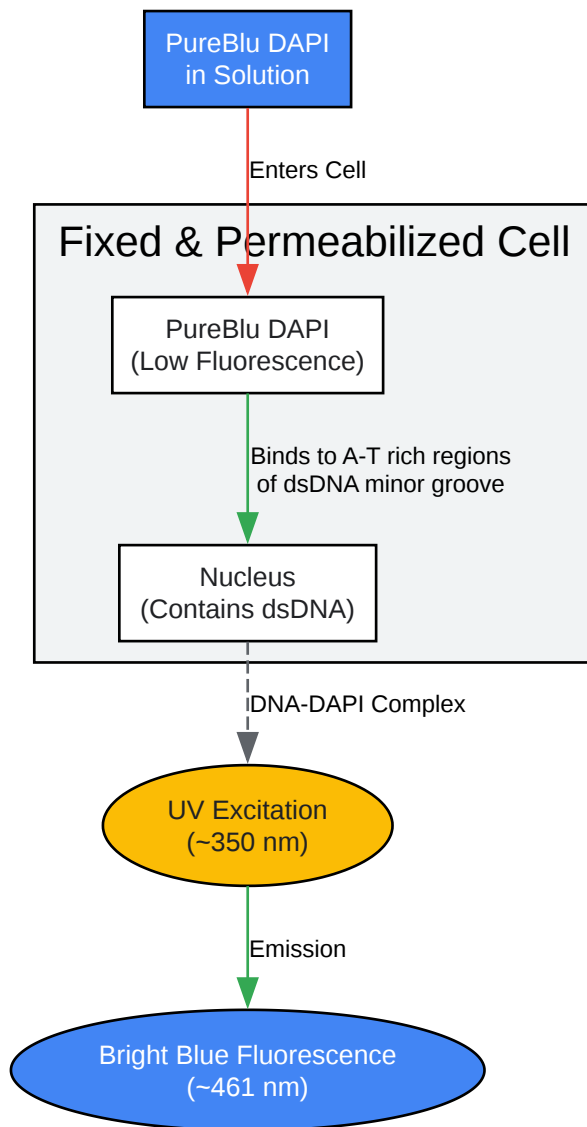 PureBlu DAPI
in Solution
Enters Cell
Fixed & Permeabilized Cell
PureBlu DAPI
(Low Fluorescence)
Binds to A-T rich regions
of dsDNA minor groove
Nucleus
(Contains dsDNA)
DNA-DAPI Complex
UV Excitation
(~350 nm)
Emission
Bright Blue Fluorescence
(~461 nm)